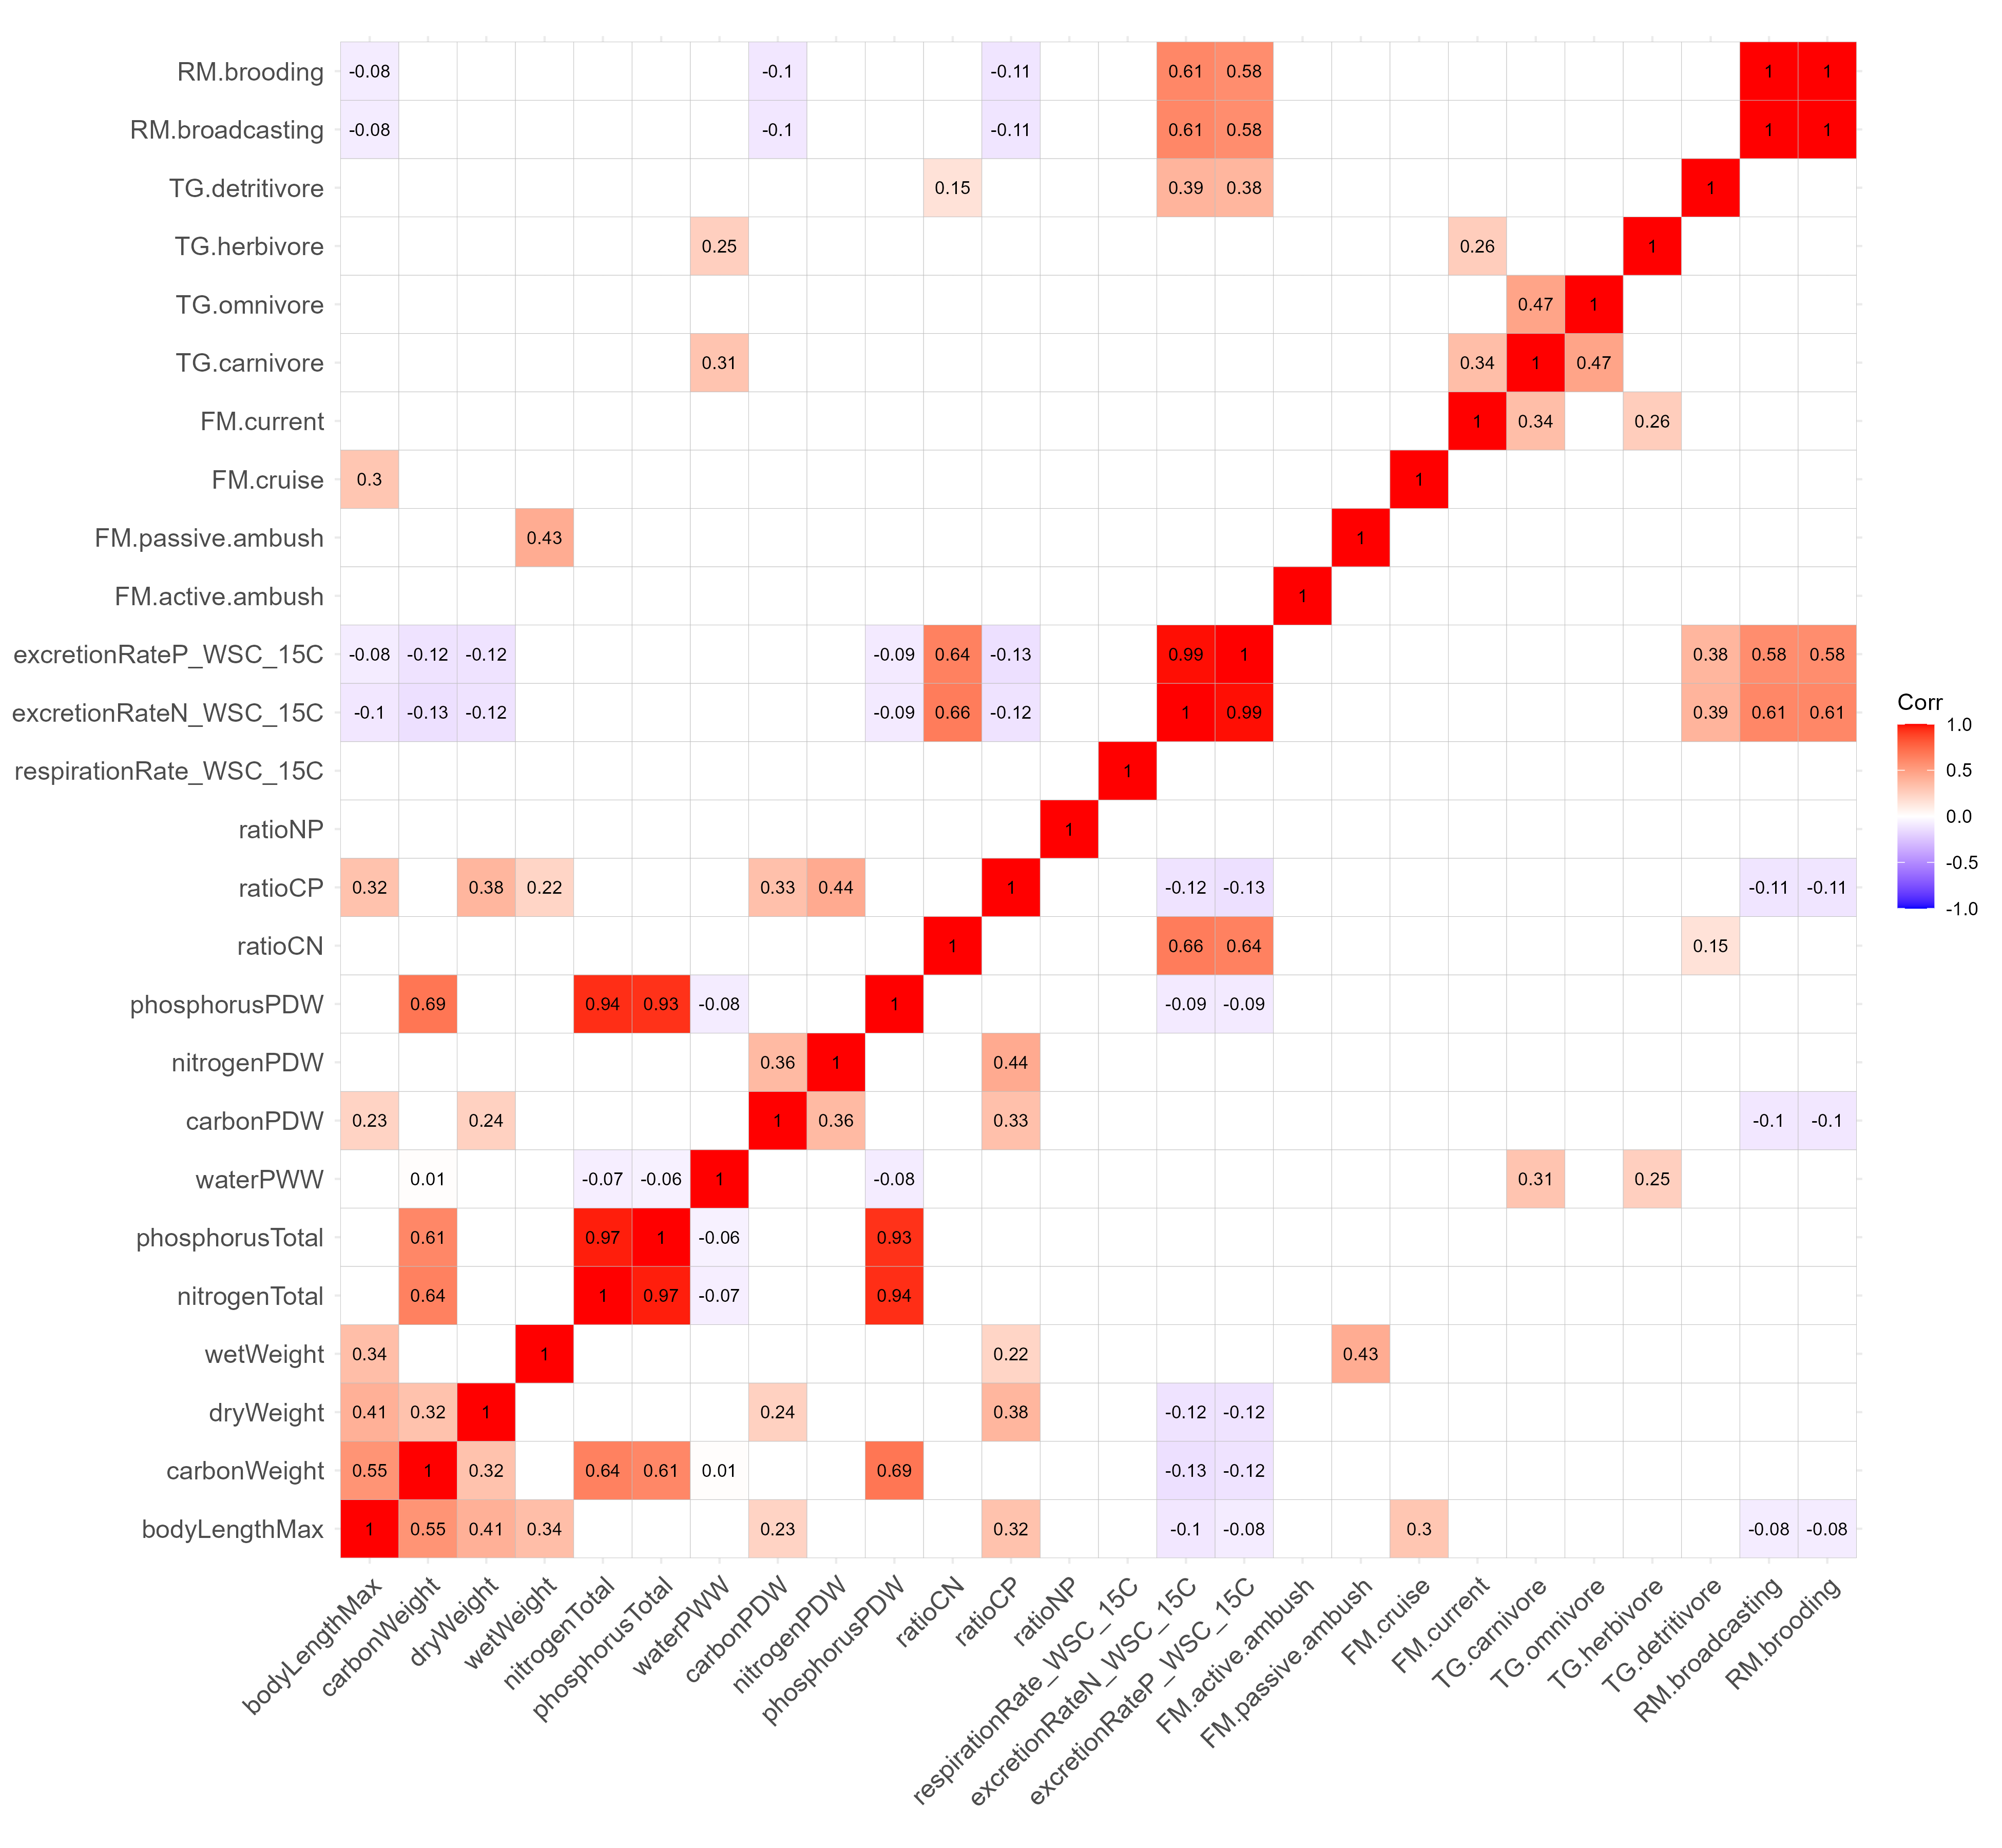 RM.brooding -0.08 -0.1 -0.11 0.61 0.58 1 1
RM.broadcasting -0.08 -0.1 -0.11 0.61 0.58 1 1
TG.detritivore 0.15 0.39 0.38 1
TG.herbivore 0.25 0.26 1
TG.omnivore 0.47 1
TG.carnivore 0.31 0.34 1 0.47
FM.current 1 0.34 0.26
FM.cruise 0.3 1
FM.passive.ambush 0.43 1
FM.active.ambush 1
excretionRateP_WSC_15C -0.08 -0.12 -0.12 -0.09 0.64 -0.13 0.99 1 0.38 0.58 0.58
excretionRateN_WSC_15C -0.1 -0.13 -0.12 -0.09 0.66 -0.12 1 0.99 0.39 0.61 0.61
respirationRate_WSC_15C 1
ratioNP 1
ratioCP 0.32 0.38 0.22 0.33 0.44 1 -0.12 -0.13 -0.11 -0.11
ratioCN 1 0.66 0.64 0.15
phosphorusPDW 0.69 0.94 0.93 -0.08 1 -0.09 -0.09
nitrogenPDW 0.36 1 0.44
carbonPDW 0.23 0.24 1 0.36 0.33 -0.1 -0.1
waterPWW 0.01 -0.07 -0.06 1 -0.08 0.31 0.25
phosphorusTotal 0.61 0.97 1 -0.06 0.93
nitrogenTotal 0.64 1 0.97 -0.07 0.94
wetWeight 0.34 1 0.22 0.43
dryWeight 0.41 0.32 1 0.24 0.38 -0.12 -0.12
carbonWeight 0.55 1 0.32 0.64 0.61 0.01 0.69 -0.13 -0.12
bodyLengthMax 1 0.55 0.41 0.34 0.23 0.32 -0.1 -0.08 0.3 -0.08 -0.08
bodyLengthMax
carbonWeight
dryWeight
wetWeight
nitrogenTotal
phosphorusTotal
waterPWW
carbonPDW
nitrogenPDW
phosphorusPDW
ratioCN
ratioCP
ratioNP
respirationRate_WSC_15C
excretionRateN_WSC_15C
excretionRateP_WSC_15C
FM.active.ambush
FM.passive.ambush
FM.cruise
FM.current
TG.carnivore
TG.omnivore
TG.herbivore
TG.detritivore
RM.broadcasting
RM.brooding
Corr
1.0
0.5
0.0
-0.5
-1.0